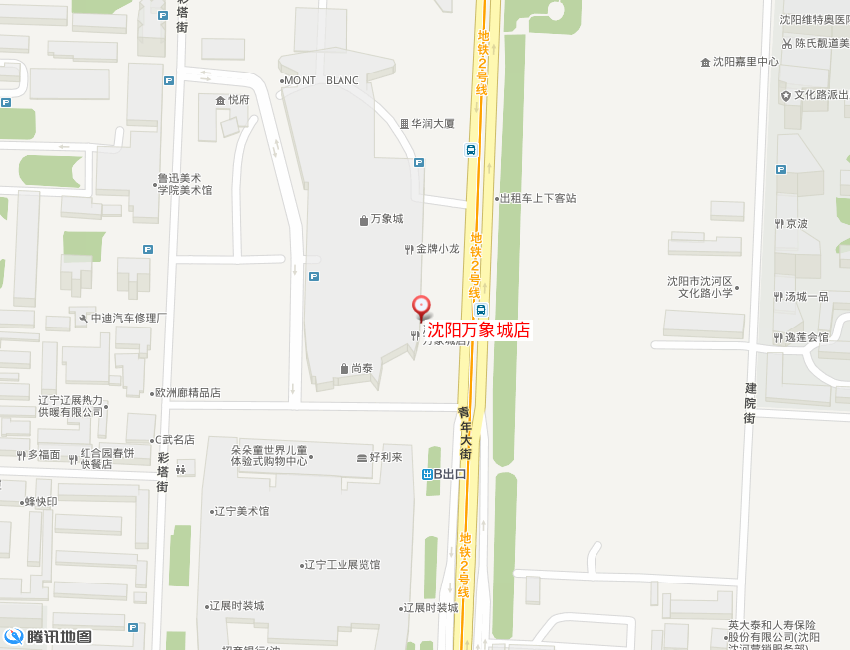 彩塔街
地铁2号线
沈阳维特奥医院
陈氏靓道美
MONT BLANC
沈阳嘉里中心
悦府
文化路派出
华润大厦
鲁迅美术
学院美术馆
出租车上下客站
万象城
京波
地铁2号线
金牌小龙
沈阳市沈河区
文化路小学
汤城一品
中迪汽车修理厂
沈阳万象城店
逸莲会馆
尚泰
建院街
欧洲廊精品店
辽宁辽展热力
供暖有限公司
青年大街
C武名店
多福面
红合园春饼
快餐店
彩塔街
朵朵童世界儿童
体验式购物中心
好利来
B出口
蜂快印
辽宁美术馆
地铁2号线
辽宁工业展览馆
辽展时装城
辽展时装城
英大泰和人寿保险
股份有限公司(沈阳
腾讯地图